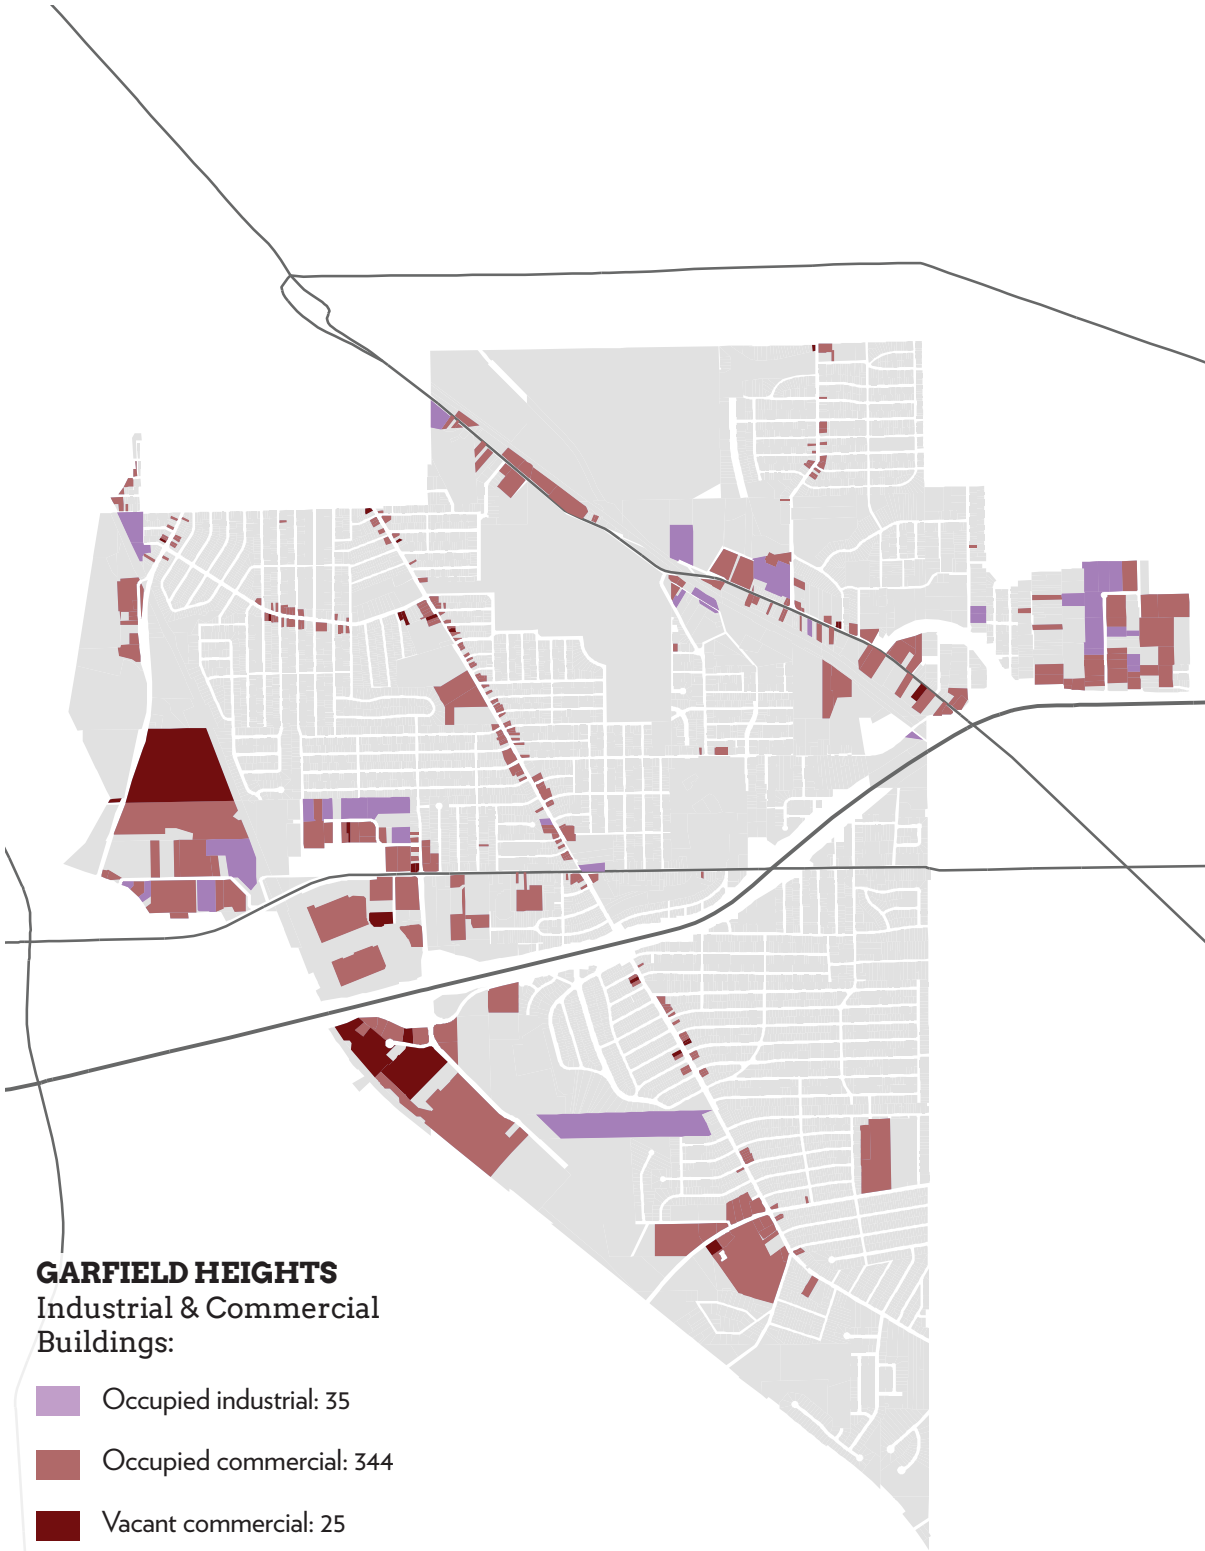 GARFIELD HEIGHTS
Industrial & Commercial
Buildings:
Occupied industrial: 35
Occupied commercial: 344
Vacant commercial: 25